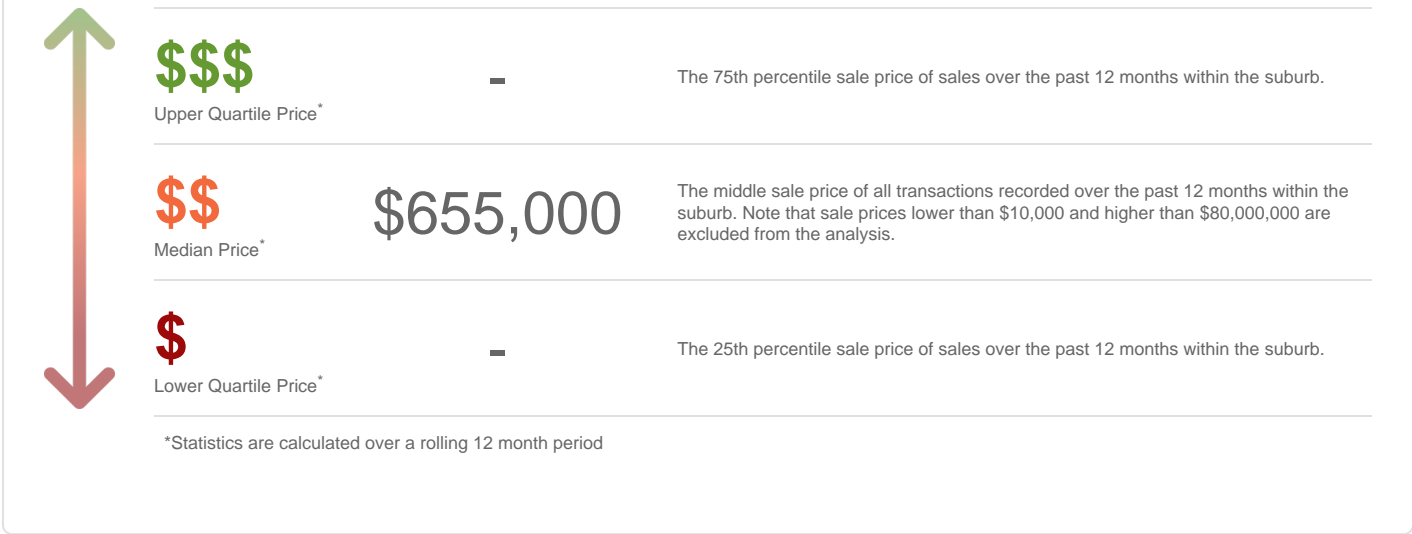 $$$
Upper Quartile Price*
-
The 75th percentile sale price of sales over the past 12 months within the suburb.
$$
Median Price*
$655,000
The middle sale price of all transactions recorded over the past 12 months within the
suburb. Note that sale prices lower than $10,000 and higher than $80,000,000 are
excluded from the analysis.
$
Lower Quartile Price*
-
The 25th percentile sale price of sales over the past 12 months within the suburb.
*Statistics are calculated over a rolling 12 month period